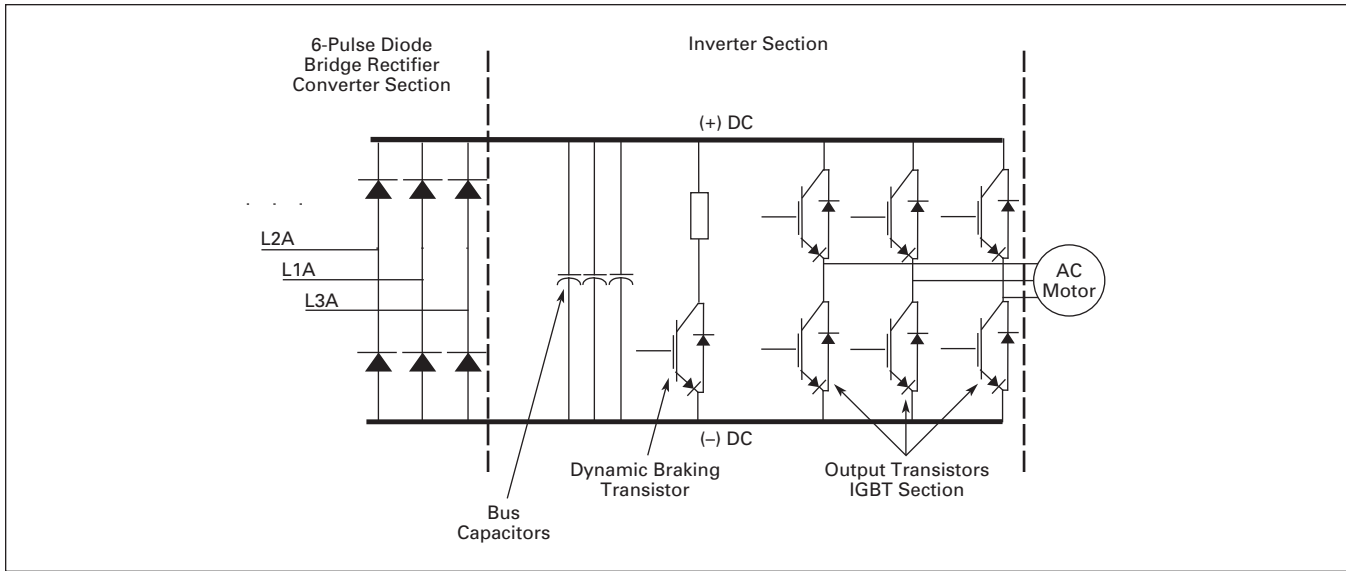 6-Pulse Diode
Bridge Rectifier
Converter Section
Inverter Section
(+) DC
L2A
L1A
L3A
AC
Motor
(–) DC
Dynamic Braking
Transistor
Output Transistors
IGBT Section
Bus
Capacitors